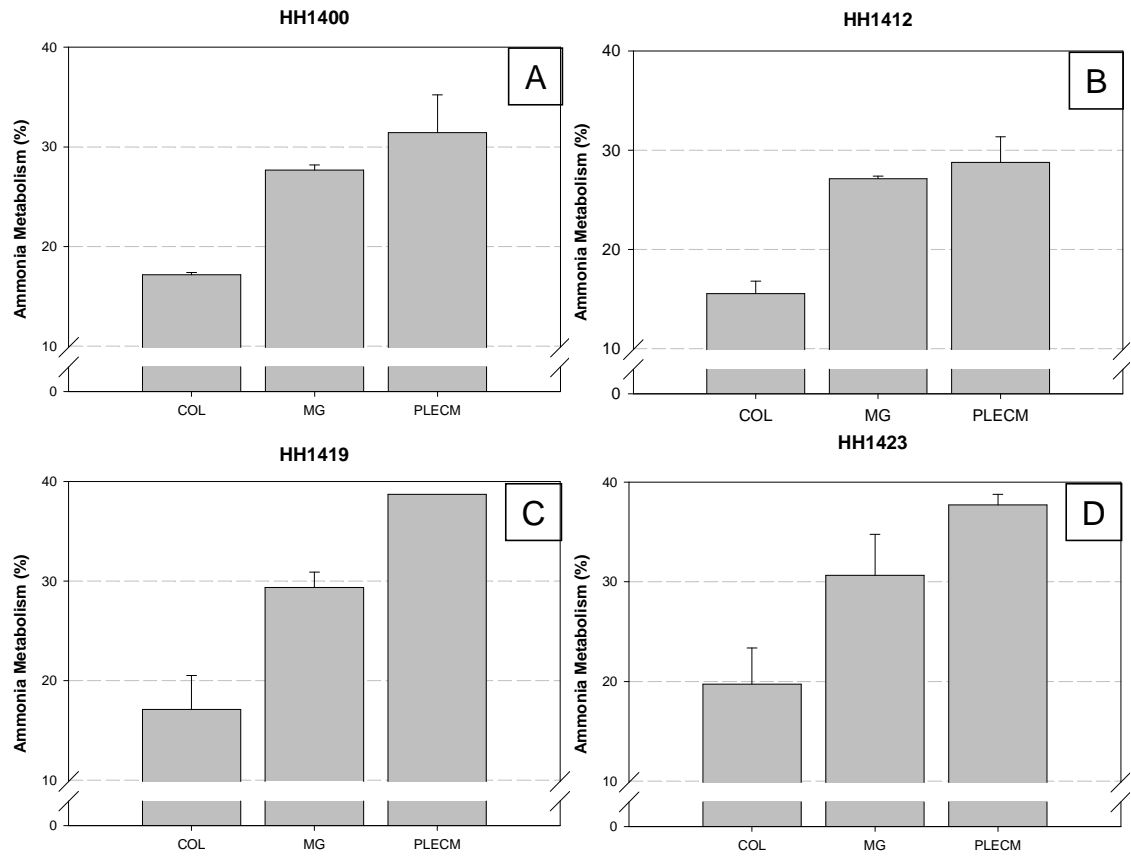 HH1400
A
Ammonia Metabolism (%)
40
30
20
10
0
COL MG PLECM
HH1412
B
Ammonia Metabolism (%)
40
30
20
10
0
COL MG PLECM
HH1419
C
Ammonia Metabolism (%)
40
30
20
10
0
COL MG PLECM
HH1423
D
Ammonia Metabolism (%)
40
30
20
10
0
COL MG PLECM